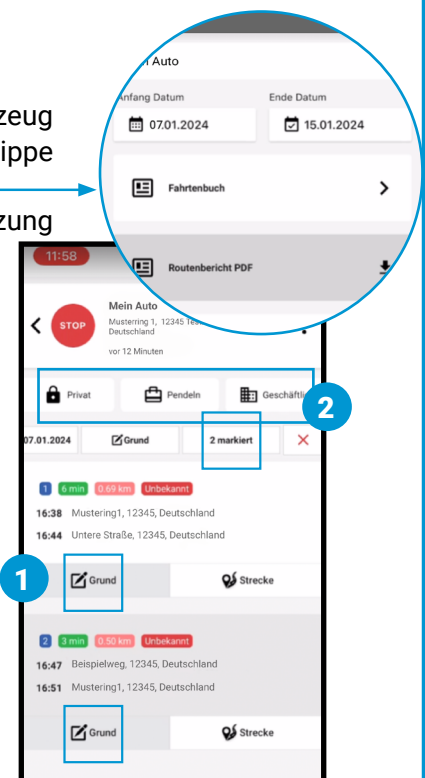 zeug
ippe
zung
n Auto
Anfang Datum Ende Datum
07.01.2024 15.01.2024
Fahrtenbuch
Routenbericht PDF
11:58
STOP
Mein Auto
Musterring 1, 12345
Deutschland
vor 12 Minuten
Privat Pendeln Geschäftlic
2
07.01.2024 Grund 2 markiert
1 6 min 0.69 km Unbekannt
16:38 Mustering1, 12345, Deutschland
16:44 Untere Straße, 12345, Deutschland
1
Grund Strecke
2 3 min 0.50 km Unbekannt
16:47 Beispielweg, 12345, Deutschland
16:51 Mustering1, 12345, Deutschland
Grund Strecke